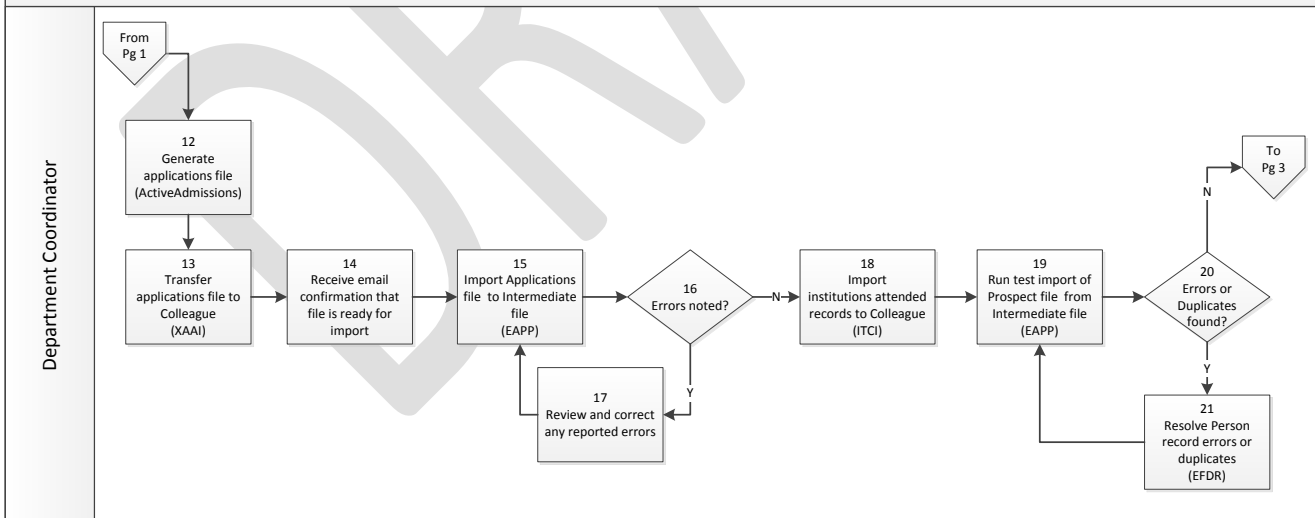 Department Coordinator
From
Pg 1
12
Generate
applications file
(ActiveAdmissions)
13
Transfer
applications file to
Colleague
(XAAI)
14
Receive email
confirmation that
file is ready for
import
15
Import Applications
file to Intermediate
file
(EAPP)
16
Errors noted?
N
Y
17
Review and correct
any reported errors
18
Import
institutions attended
records to Colleague
(ITCI)
19
Run test import of
Prospect file from
Intermediate file
(EAPP)
20
Errors or
Duplicates
found?
N
To
Pg 3
Y
21
Resolve Person
record errors or
duplicates
(EFDR)